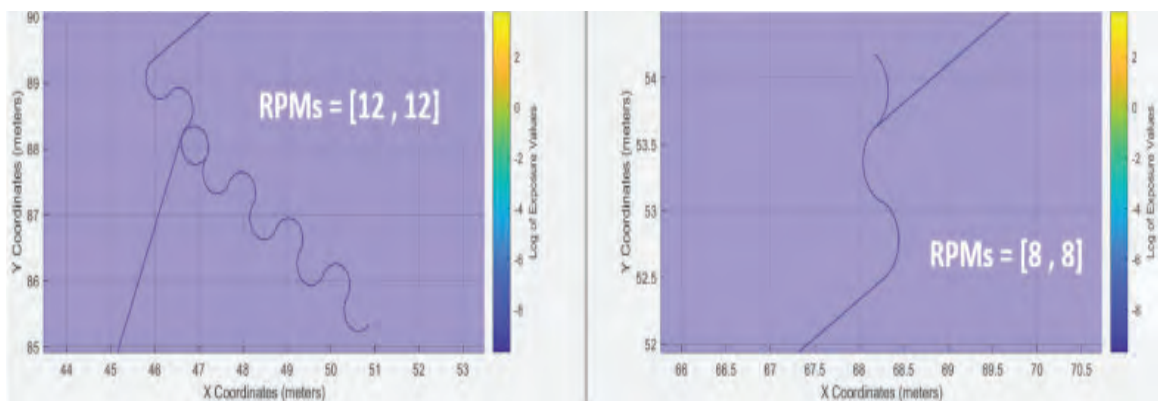 90
89
88
87
86
85
Y Coordinates (meters)
44 45 46 47 48 49 50 51 52 53
X Coordinates (meters)
RPMs = [12 , 12]
2
0
-2
-4
-6
-8
Log of Exposure Values
54
53.5
53
52.5
52
Y Coordinates (meters)
66 66.5 67 67.5 68 68.5 69 69.5 70 70.5
X Coordinates (meters)
RPMs = [8 , 8]
2
0
-2
-4
-6
-8
Log of Exposure Values